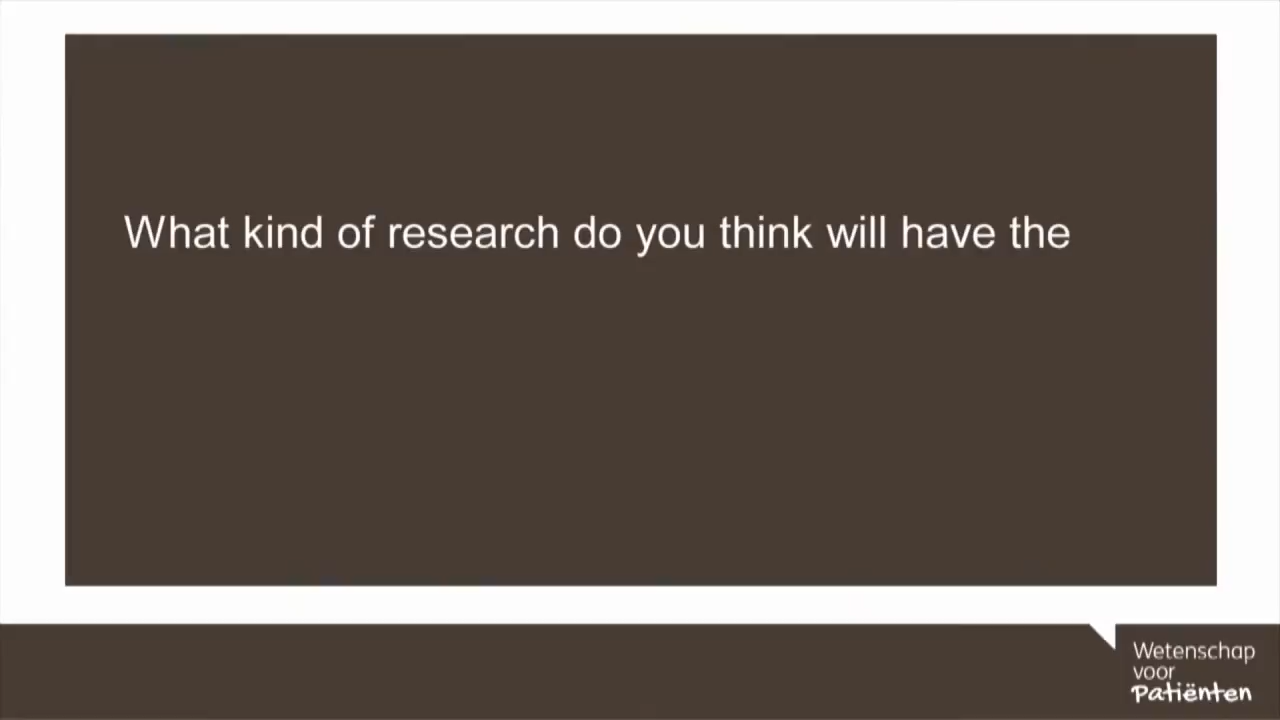 What kind of research do you think will have the
Wetenschap
voor
Patiënten